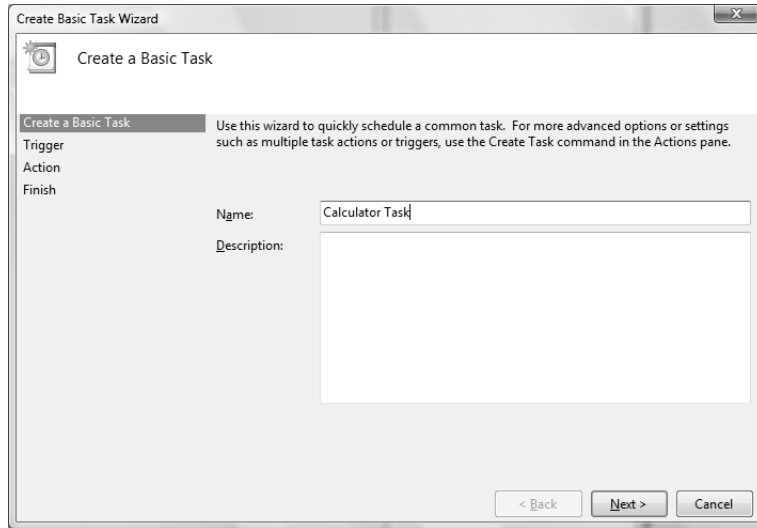 Create Basic Task Wizard
X
Create a Basic Task
Create a Basic Task
Trigger
Action
Finish
Use this wizard to quickly schedule a common task. For more advanced options or settings
such as multiple task actions or triggers, use the Create Task command in the Actions pane.
Name:
Calculator Task
Description:
< Back
Next >
Cancel